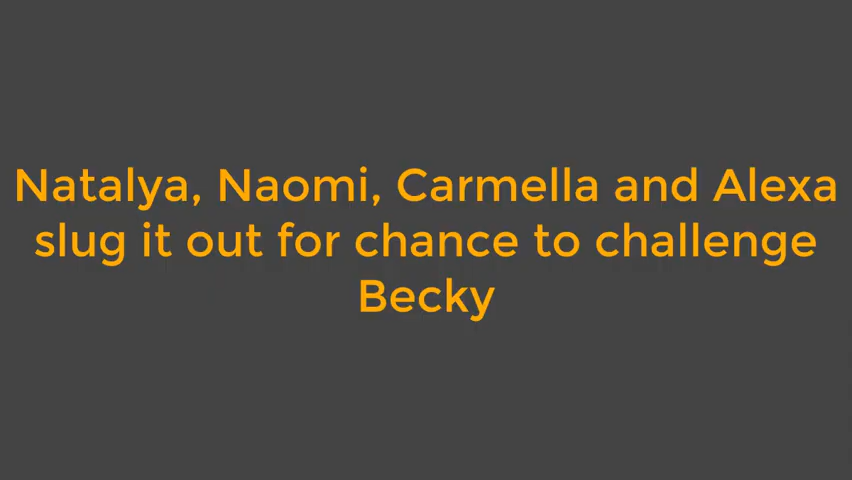 Natalya, Naomi, Carmella and Alexa
slug it out for chance to challenge
Becky